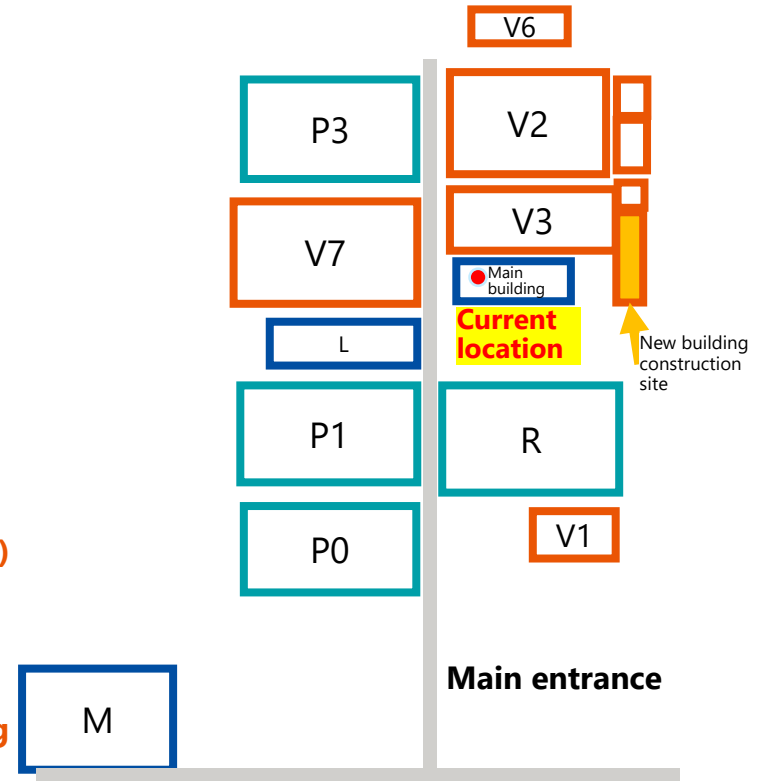 V6
P3
V2
V3
V7
Main
building
Current
location
L
New building
construction
site
P1
R
V1
P0
)
Main entrance
M
g